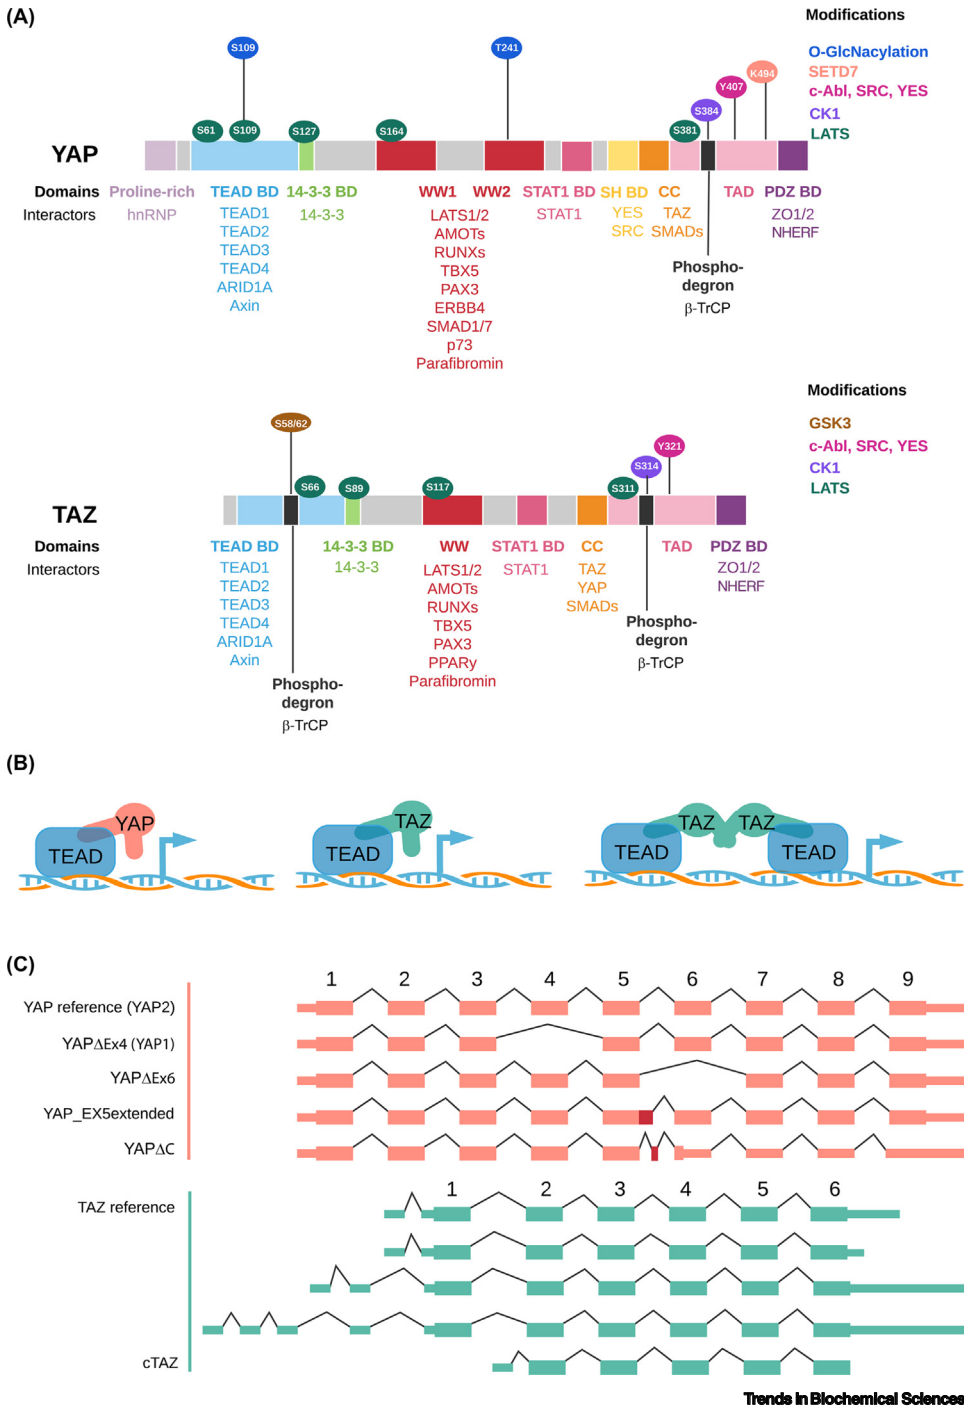 (A)
Modifications
O-GlcNacylation
SETD7
c-Abl, SRC, YES
CK1
LATS
S109
T241
K494
Y407
S384
S61
S109
S127
S164
S381
YAP
Domains
Proline-rich
TEAD BD
14-3-3 BD
WW1
WW2
STAT1 BD
SH BD
CC
TAD
PDZ BD
Interactors
hnRNP
TEAD1
TEAD2
TEAD3
TEAD4
ARID1A
Axin
14-3-3
LATS1/2
AMOTs
RUNXs
TBX5
PAX3
ERBB4
SMAD1/7
p73
Parafibromin
STAT1
YES
SRC
TAZ
SMADs
ZO1/2
NHERF
Phospho-
degron
β-TrCP
Modifications
GSK3
c-Abl, SRC, YES
CK1
LATS
S58/62
Y321
S314
S66
S89
S117
S311
TAZ
Domains
TEAD BD
14-3-3 BD
WW
STAT1 BD
CC
TAD
PDZ BD
Interactors
TEAD1
TEAD2
TEAD3
TEAD4
ARID1A
Axin
14-3-3
LATS1/2
AMOTs
RUNXs
TBX5
PAX3
PPARy
Parafibromin
STAT1
TAZ
YAP
SMADs
ZO1/2
NHERF
Phospho-
degron
β-TrCP
Phospho-
degron
β-TrCP
(B)
YAP
TEAD
TAZ
TEAD
TAZ
TAZ
TEAD
TEAD
(C)
1 2 3 4 5 6 7 8 9
YAP reference (YAP2)
YAPΔEx4 (YAP1)
YAPΔEx6
YAP_EX5extended
YAPΔC
1 2 3 4 5 6
TAZ reference
cTAZ
Trends in Biochemical Sciences